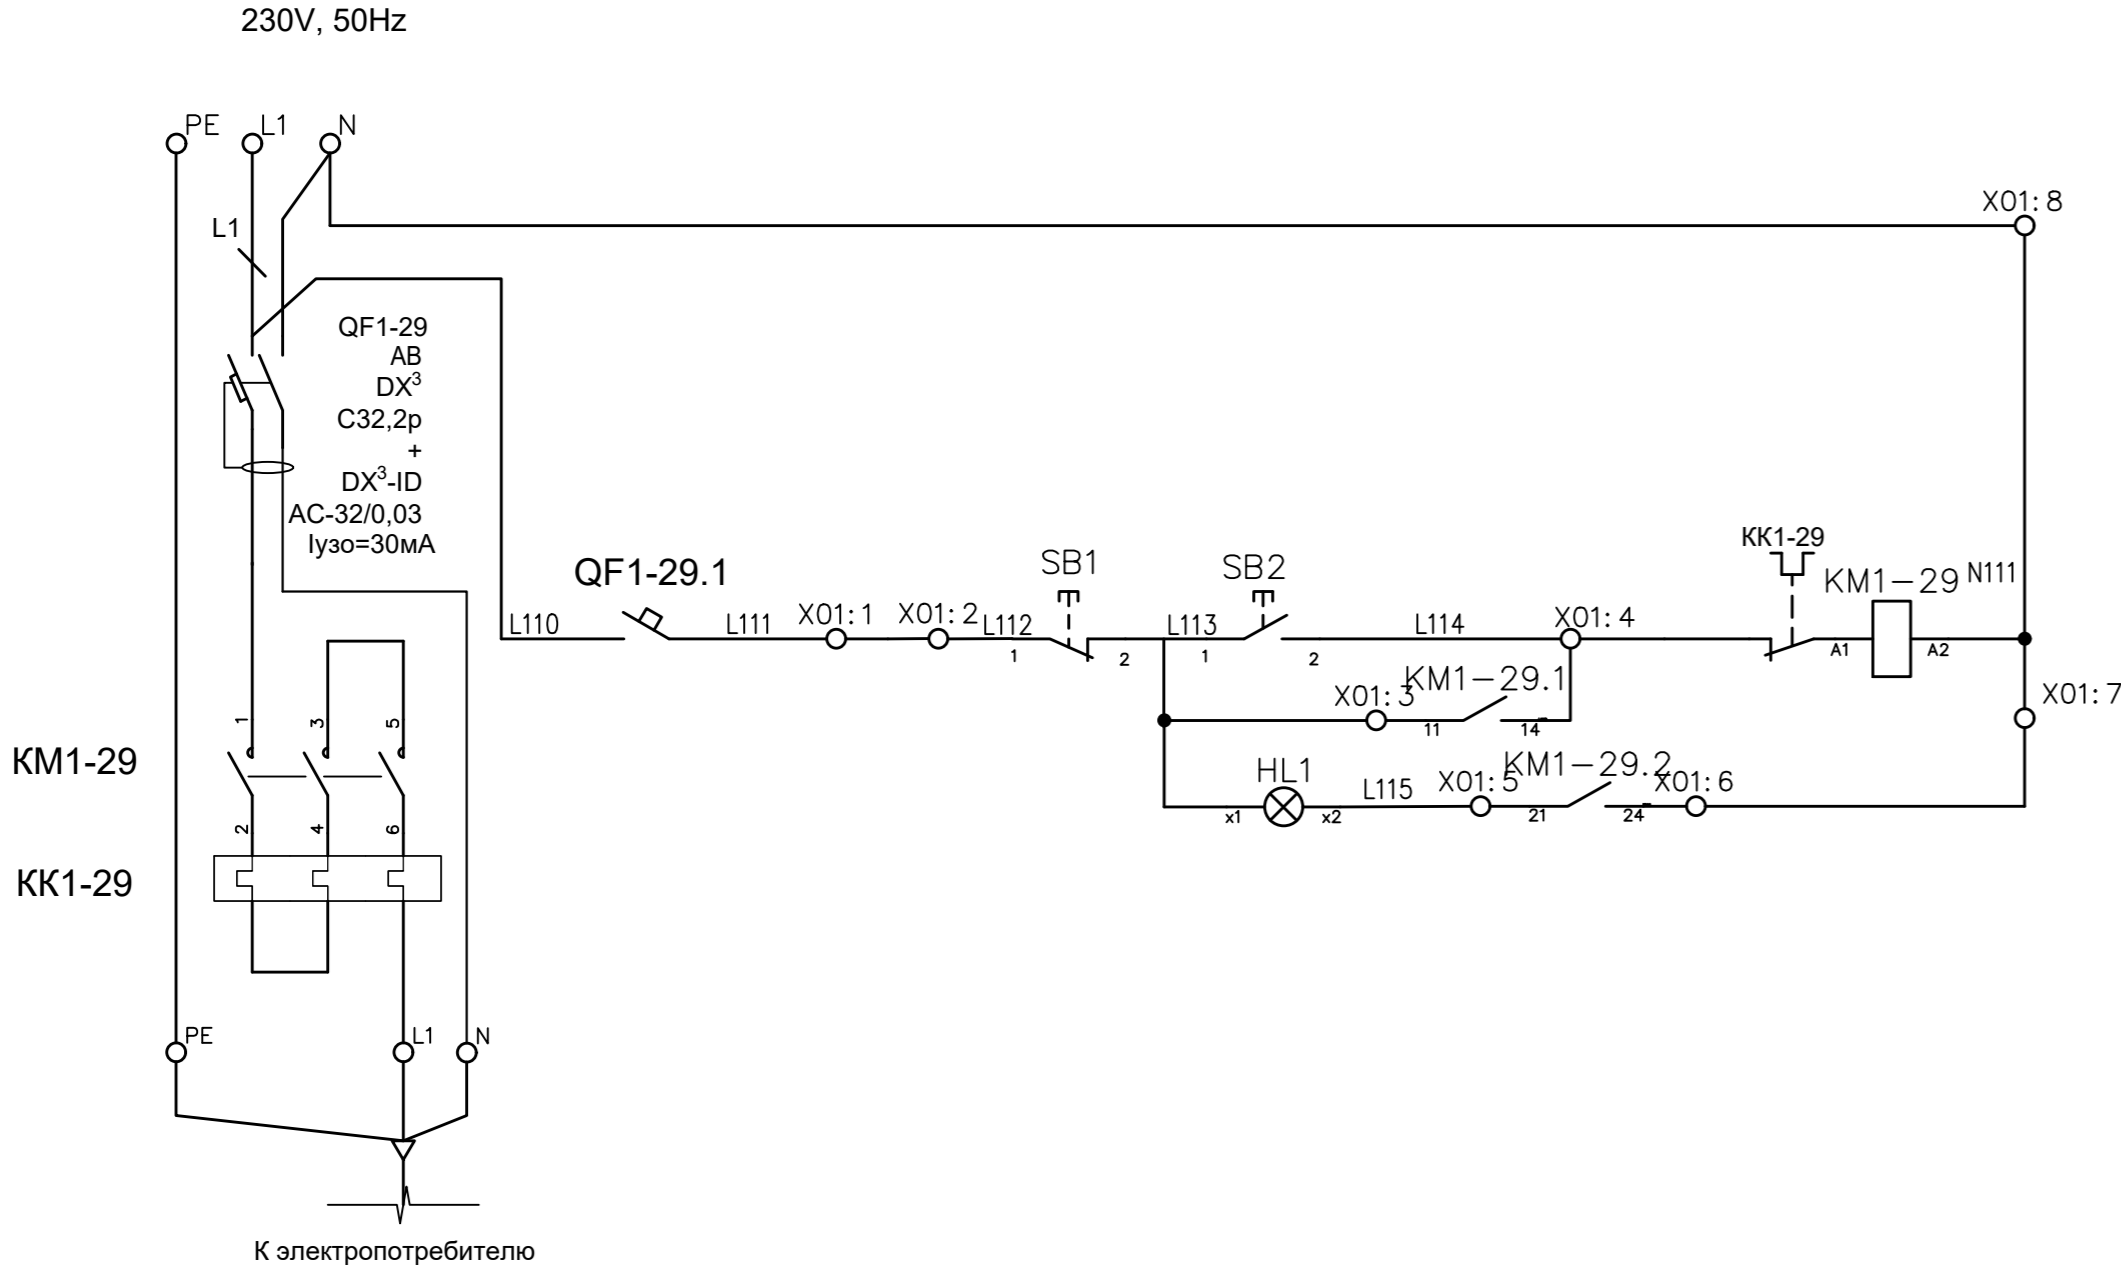 230V, 50Hz
PE
L1
N
L1
X01:8
QF1-29
АВ
DX³
C32,2p
+
DX³-ID
AC-32/0,03
Iузо=30мА
QF1-29.1
SB1
SB2
КК1-29
KM1-29
N111
L110
L111
X01:1
X01:2
L112
L113
L114
X01:4
1
2
1
2
A1
A2
X01:3
KM1-29.1
X01:7
11
14
HL1
L115
X01:5
KM1-29.2
X01:6
x1
x2
21
24
1
3
5
КМ1-29
2
4
6
КК1-29
PE
L1
N
К электропотребителю